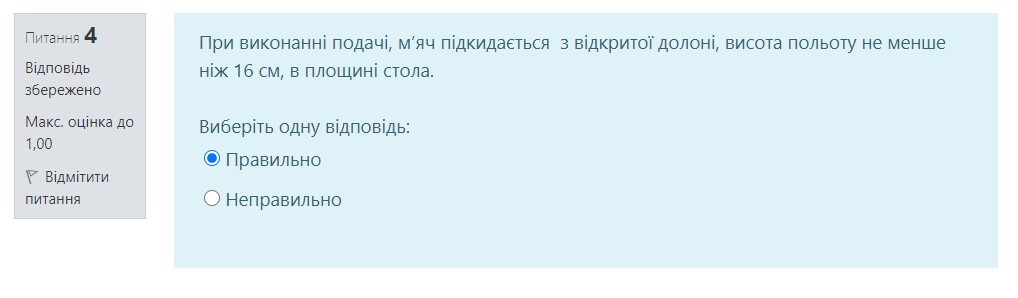 Питання 4
Відповідь
збережено
Макс. оцінка до
1,00
Відмітити
питання
При виконанні подачі, м’яч підкидається з відкритої долоні, висота польоту не менше
ніж 16 см, в площині стола.
Виберіть одну відповідь:
Правильно
Неправильно